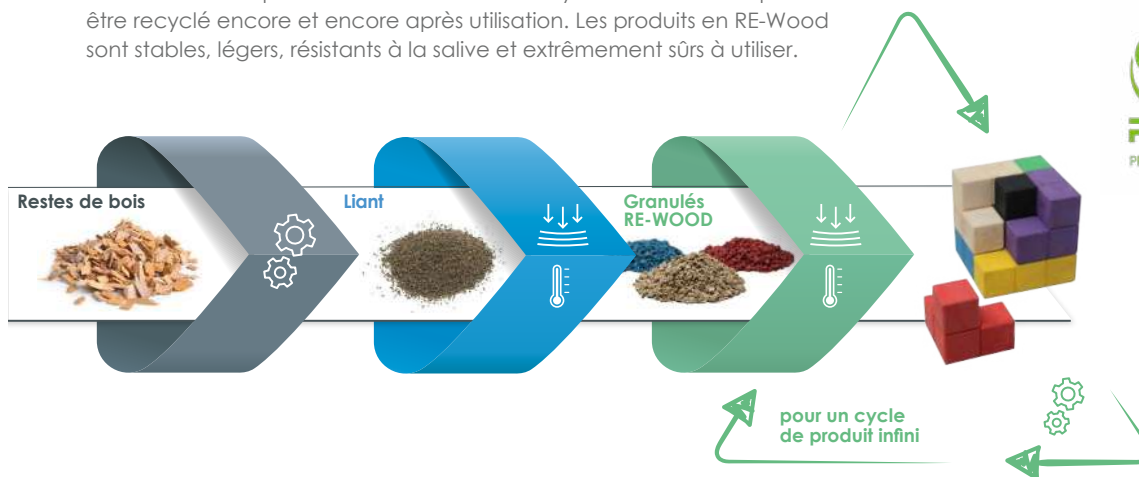 être recyclé encore et encore après utilisation. Les produits en RE-Wood
sont stables, légers, résistants à la salive et extrêmement sûrs à utiliser.
Restes de bois
Liant
Granulés
RE-WOOD
pour un cycle
de produit infini